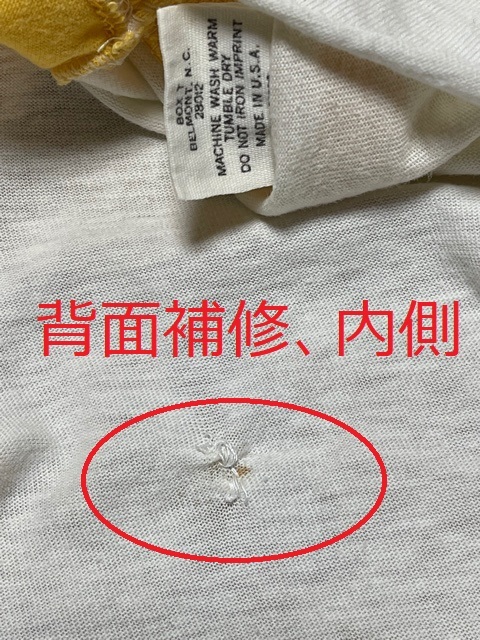 BOX T
BELMONT, N.C.
28012
MACHINE WASH WARM
TUMBLE DRY
DO NOT IRON IMPRINT
MADE IN U.S.A.
背面補修、内側